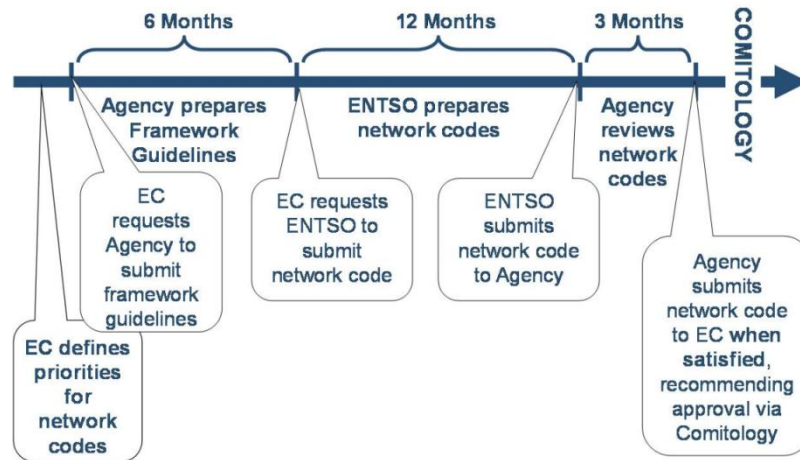 6 Months
12 Months
3 Months
COMITOLOGY
Agency prepares
Framework
Guidelines
ENTSO prepares
network codes
Agency
reviews
network
codes
EC
requests
Agency to
submit
framework
guidelines
EC requests
ENTSO to
submit
network code
ENTSO
submits
network code
to Agency
Agency
submits
network code
to EC when
satisfied,
recommending
approval via
Comitology
EC defines
priorities
for
network
codes